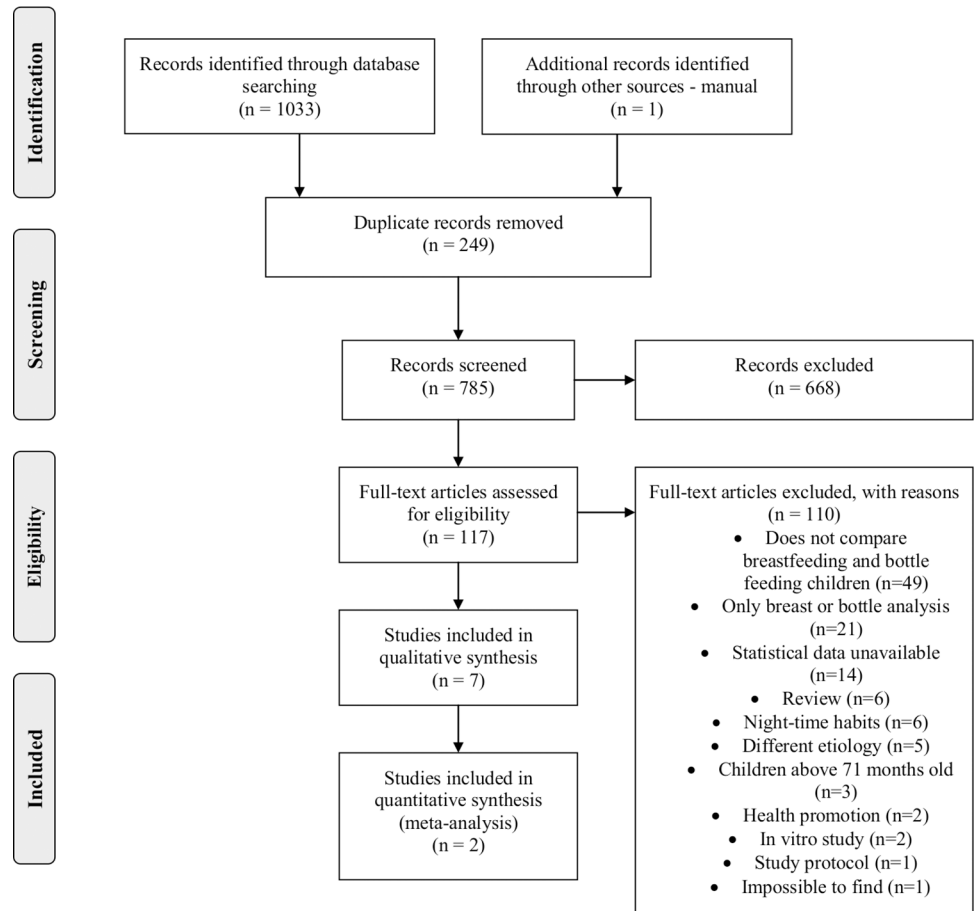 Identification
Records identified through database
searching
(n = 1033)
Additional records identified
through other sources - manual
(n = 1)
Duplicate records removed
(n = 249)
Screening
Records screened
(n = 785)
Records excluded
(n = 668)
Eligibility
Full-text articles assessed
for eligibility
(n = 117)
Full-text articles excluded, with reasons
(n = 110)
• Does not compare
breastfeeding and bottle
feeding children (n=49)
• Only breast or bottle analysis
(n=21)
• Statistical data unavailable
(n=14)
• Review (n=6)
• Night-time habits (n=6)
• Different etiology (n=5)
• Children above 71 months old
(n=3)
• Health promotion (n=2)
• In vitro study (n=2)
• Study protocol (n=1)
• Impossible to find (n=1)
Studies included in
qualitative synthesis
(n = 7)
Included
Studies included in
quantitative synthesis
(meta-analysis)
(n = 2)